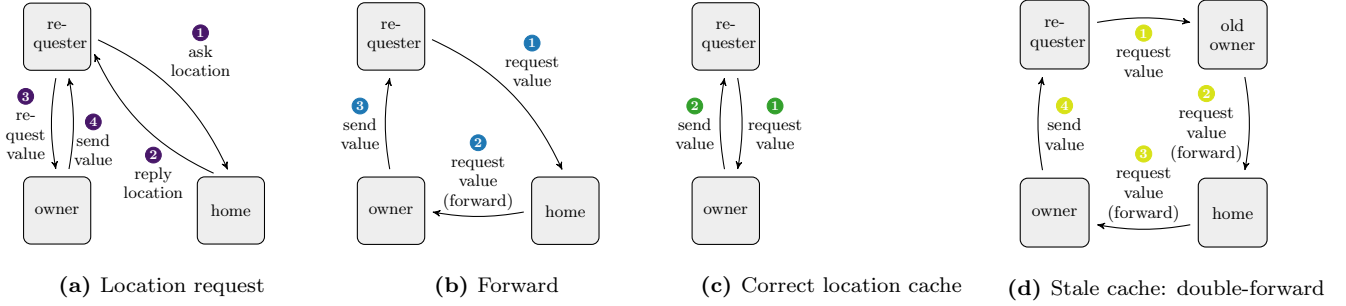 re-
quester
1
ask
location
3
re-
quest
value
4
send
value
2
reply
location
owner
home
(a) Location request
re-
quester
1
request
value
3
send
value
2
request
value
(forward)
owner
home
(b) Forward
re-
quester
2
send
value
1
request
value
owner
(c) Correct location cache
re-
quester
1
request
value
old
owner
2
request
value
(forward)
4
send
value
3
request
value
(forward)
owner
home
(d) Stale cache: double-forward